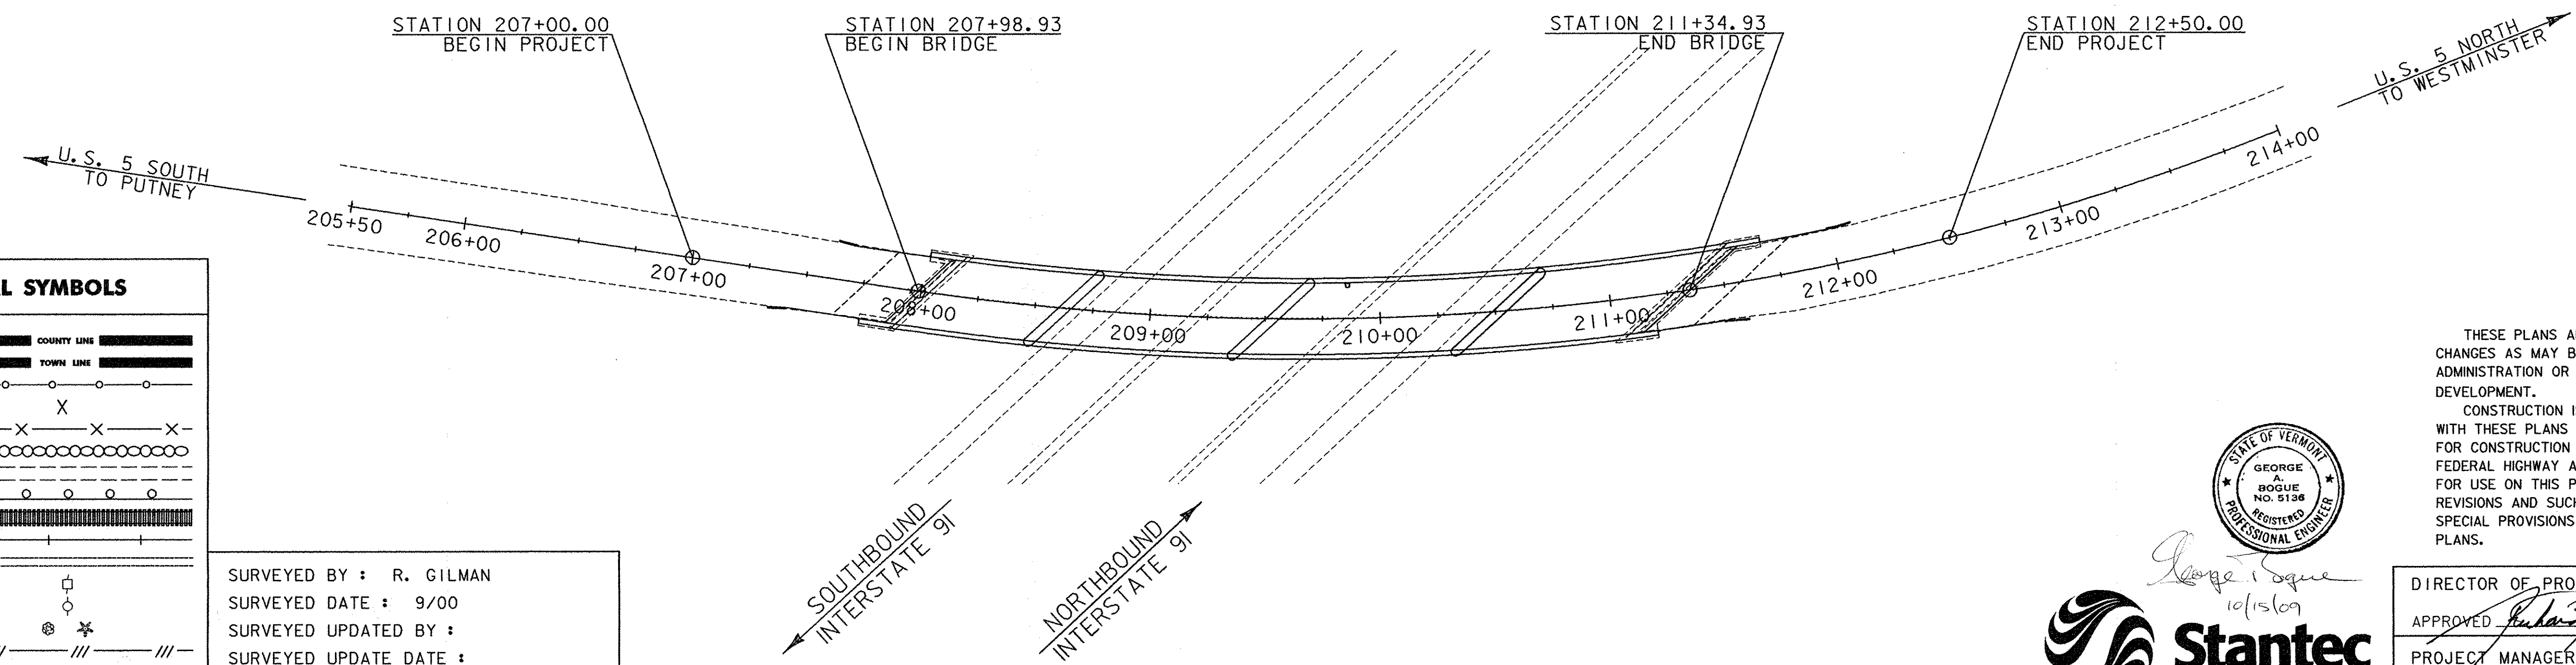 STATION 207+00.00
BEGIN PROJECT
STATION 207+98.93
BEGIN BRIDGE
STATION 211+34.93
END BRIDGE
STATION 212+50.00
END PROJECT
U.S. 5 NORTH
TO WESTMINSTER
U.S. 5 SOUTH
TO PUTNEY
205+50
206+00
207+00
208+00
209+00
210+00
211+00
212+00
213+00
214+00
L SYMBOLS
COUNTY LINE
TOWN LINE
SOUTHBOUND
INTERSTATE 91
NORTHBOUND
INTERSTATE 91
SURVEYED BY : R. GILMAN
SURVEYED DATE : 9/00
SURVEYED UPDATED BY :
SURVEYED UPDATE DATE :
THESE PLANS A
CHANGES AS MAY B
ADMINISTRATION OR
DEVELOPMENT.
CONSTRUCTION I
WITH THESE PLANS
FOR CONSTRUCTION
FEDERAL HIGHWAY A
FOR USE ON THIS P
REVISIONS AND SUCH
SPECIAL PROVISIONS
PLANS.
STATE OF VERMONT
GEORGE
A.
BOGUE
NO. 5136
REGISTERED
PROFESSIONAL ENGINEER
George Bogue
10/15/09
Stantec
DIRECTOR OF PRO
APPROVED
PROJECT MANAGER